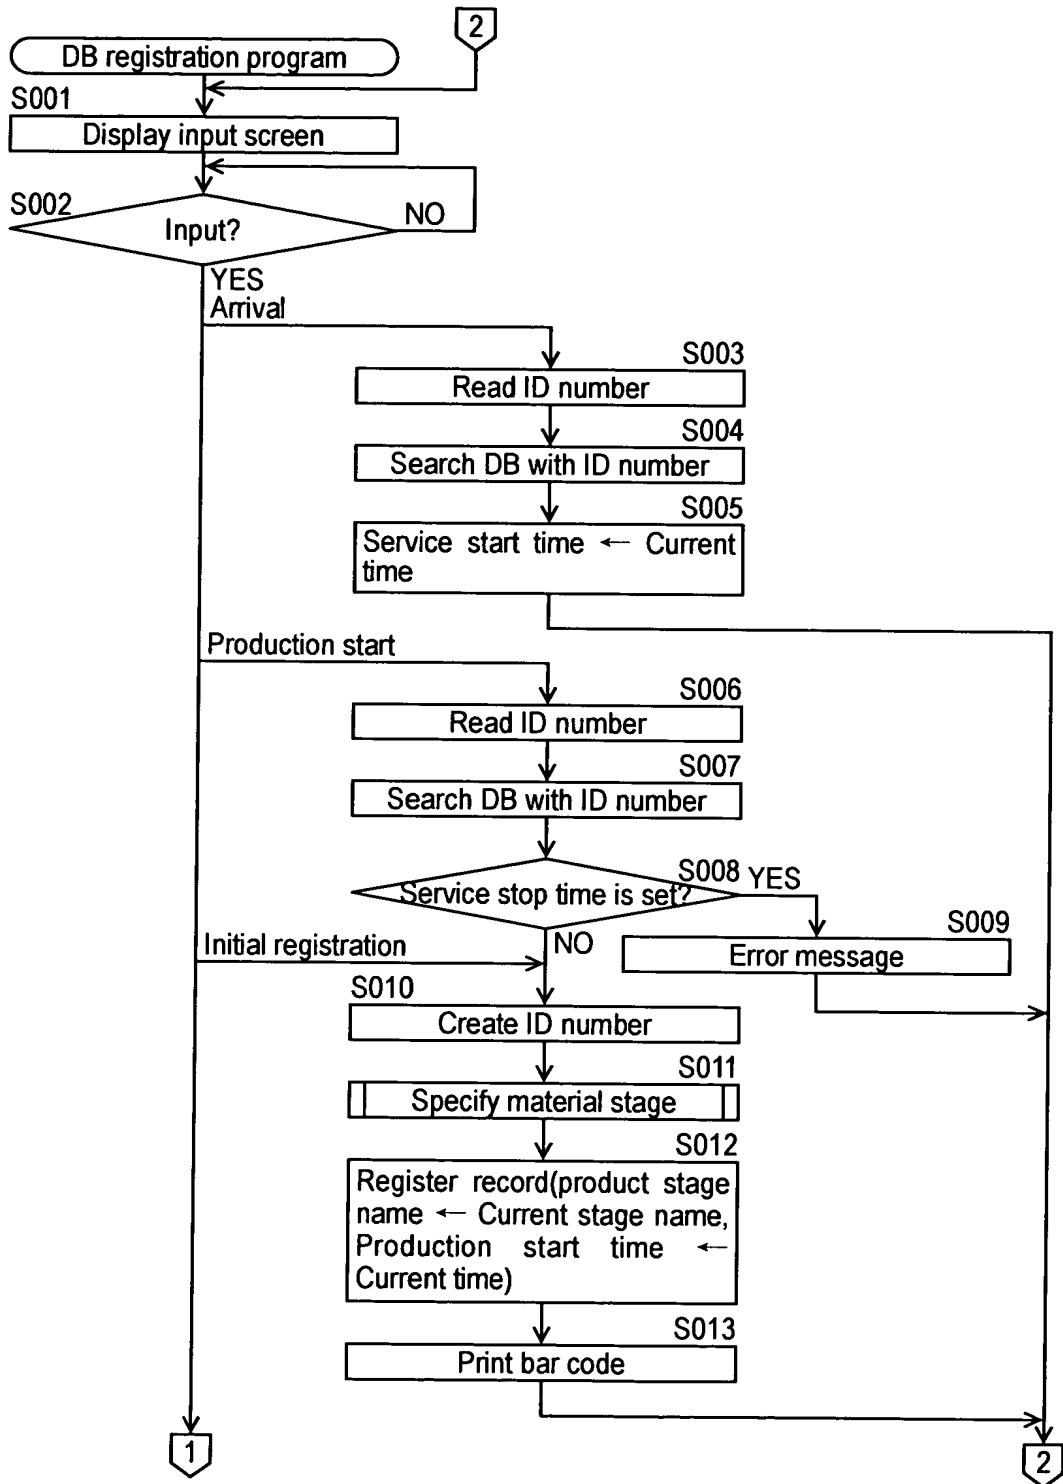 2
DB registration program
S001
Display input screen
S002
Input?
NO
YES
Arrival
S003
Read ID number
S004
Search DB with ID number
S005
Service start time ← Current
time
Production start
S006
Read ID number
S007
Search DB with ID number
S008
Service stop time is set?
YES
NO
S009
Error message
Initial registration
S010
Create ID number
S011
Specify material stage
S012
Register record(product stage
name ← Current stage name,
Production start time ←
Current time)
S013
Print bar code
1
2